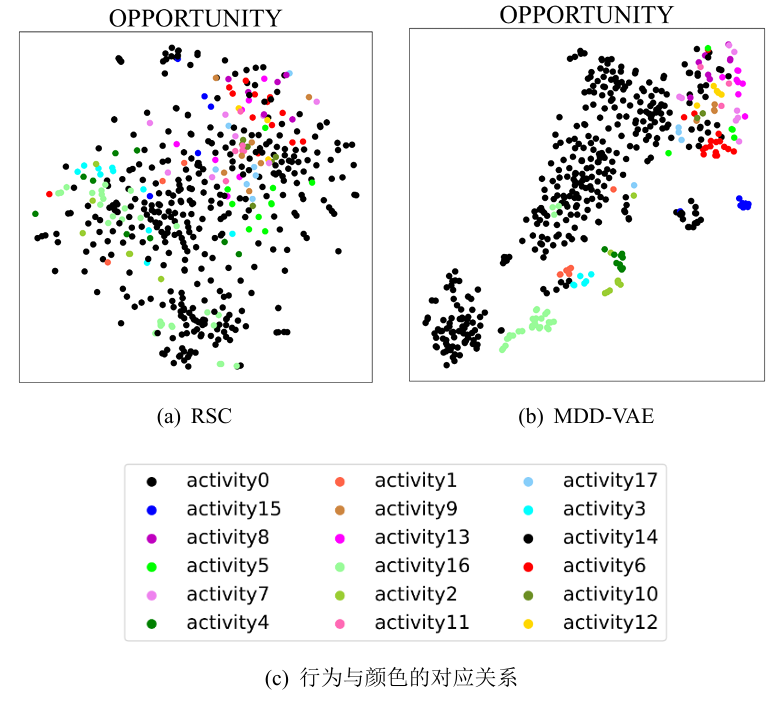 OPPORTUNITY
OPPORTUNITY
(a) RSC
(b) MDD-VAE
activity0 activity1 activity17
activity15 activity9 activity3
activity8 activity13 activity14
activity5 activity16 activity6
activity7 activity2 activity10
activity4 activity11 activity12
(c) 行为与颜色的对应关系